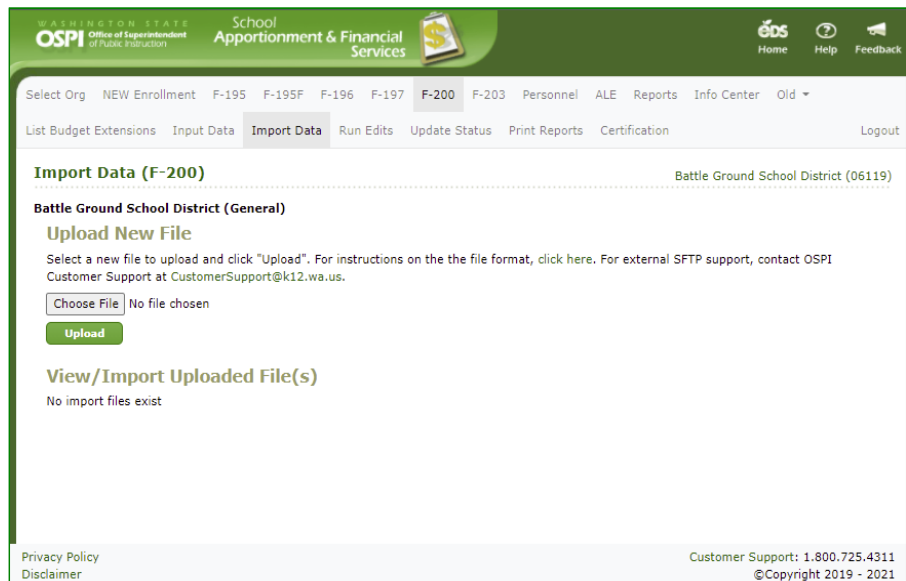 WASHINGTON STATE
OSPI Office of Superintendent of Public Instruction
School
Apportionment & Financial
Services
eds
Home
Help
Feedback
Select Org NEW Enrollment F-195 F-195F F-196 F-197 F-200 F-203 Personnel ALE Reports Info Center Old
List Budget Extensions Input Data Import Data Run Edits Update Status Print Reports Certification Logout
Import Data (F-200)
Battle Ground School District (06119)
Battle Ground School District (General)
Upload New File
Select a new file to upload and click "Upload". For instructions on the the file format, click here. For external SFTP support, contact OSPI
Customer Support at CustomerSupport@k12.wa.us.
Choose File No file chosen
Upload
View/Import Uploaded File(s)
No import files exist
Privacy Policy
Disclaimer
Customer Support: 1.800.725.4311
©Copyright 2019 - 2021